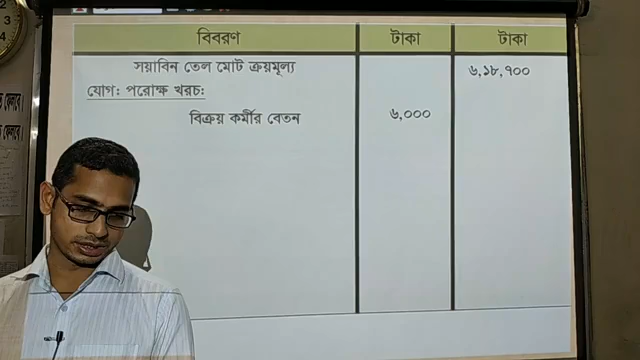 বিবরণ টাকা টাকা
সয়াবিন তেল মোট ক্রয়মূল্য ৬,১৮,৭০০
যোগ: পরোক্ষ খরচ:
বিক্রয় কর্মীর বেতন ৬,০০০